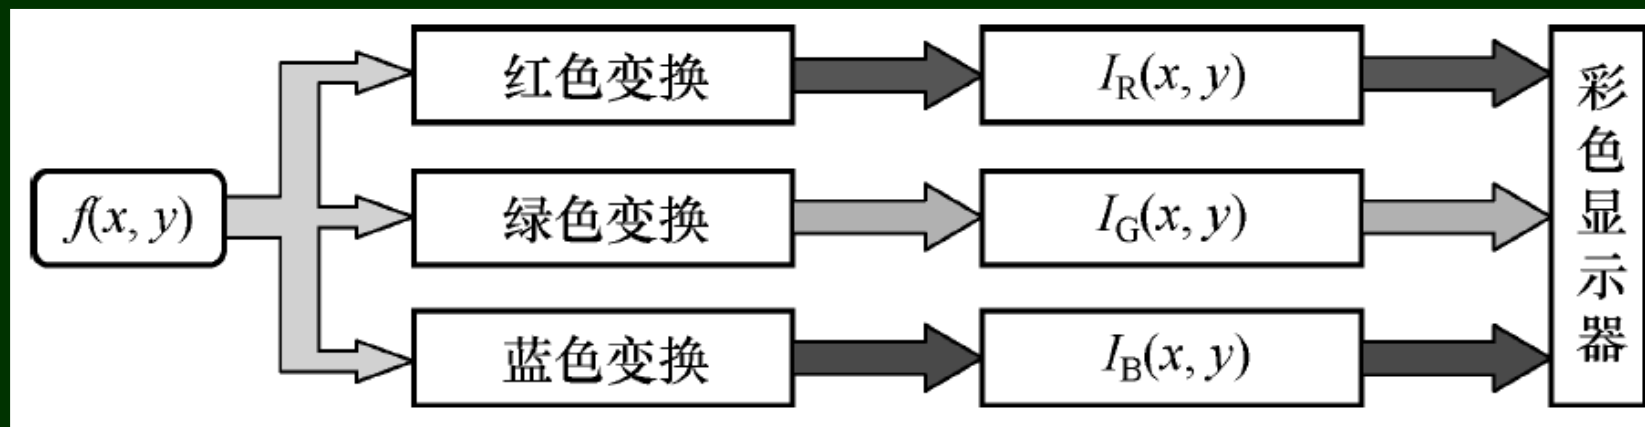 红色变换
I_R(x, y)
f(x, y)
绿色变换
I_G(x, y)
蓝色变换
I_B(x, y)
彩色显示器